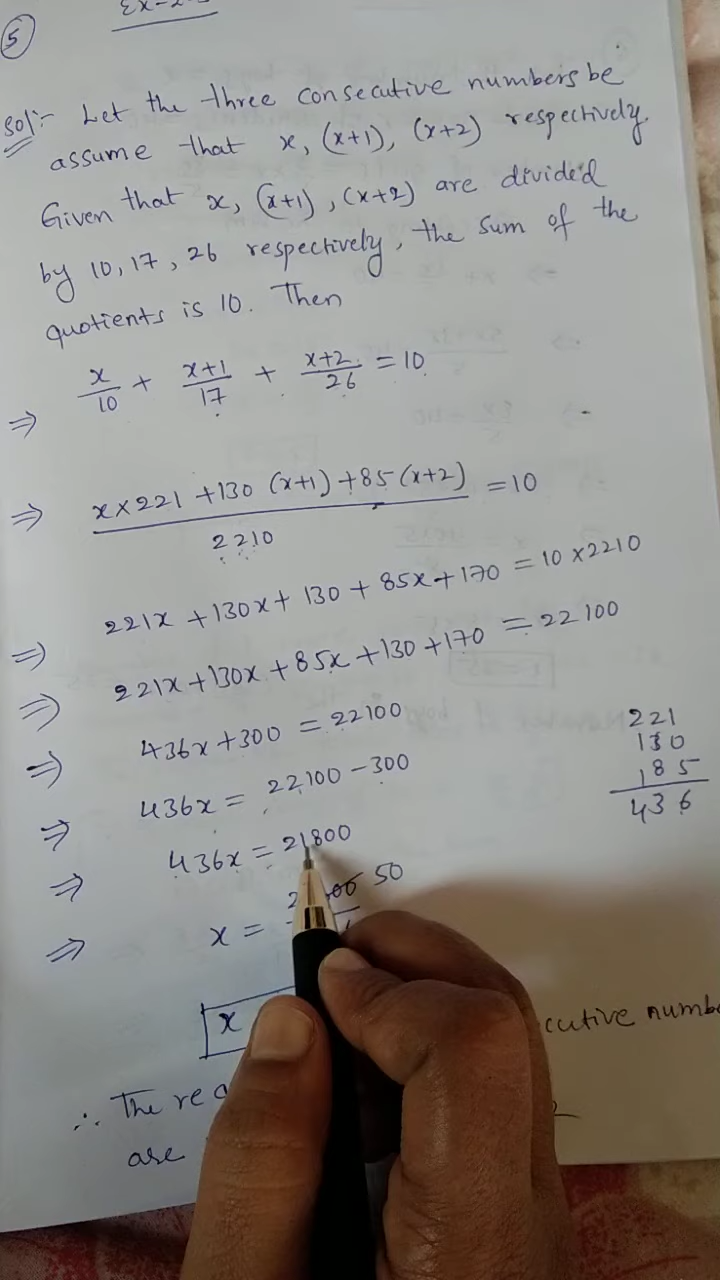 5
Sol:- Let the three consecutive numbers be
assume that x, (x+1), (x+2) respectively.
Given that x, (x+1), (x+2) are divided
by 10, 17, 26 respectively, the sum of the
quotients is 10. Then
⇒ x/10 + (x+1)/17 + (x+2)/26 = 10
⇒ (x×221 +130 (x+1) +85 (x+2))/2210 = 10
⇒ 221x +130x + 130 + 85x + 170 = 10 ×2210
⇒ 221x +130x +85x +130 +170 = 22100
⇒ 436x +300 = 22100
⇒ 436x = 22100 -300
⇒ 436x = 21800
⇒ x = 50
221
130
185
436
x
cutive numbe
∴ The re
are